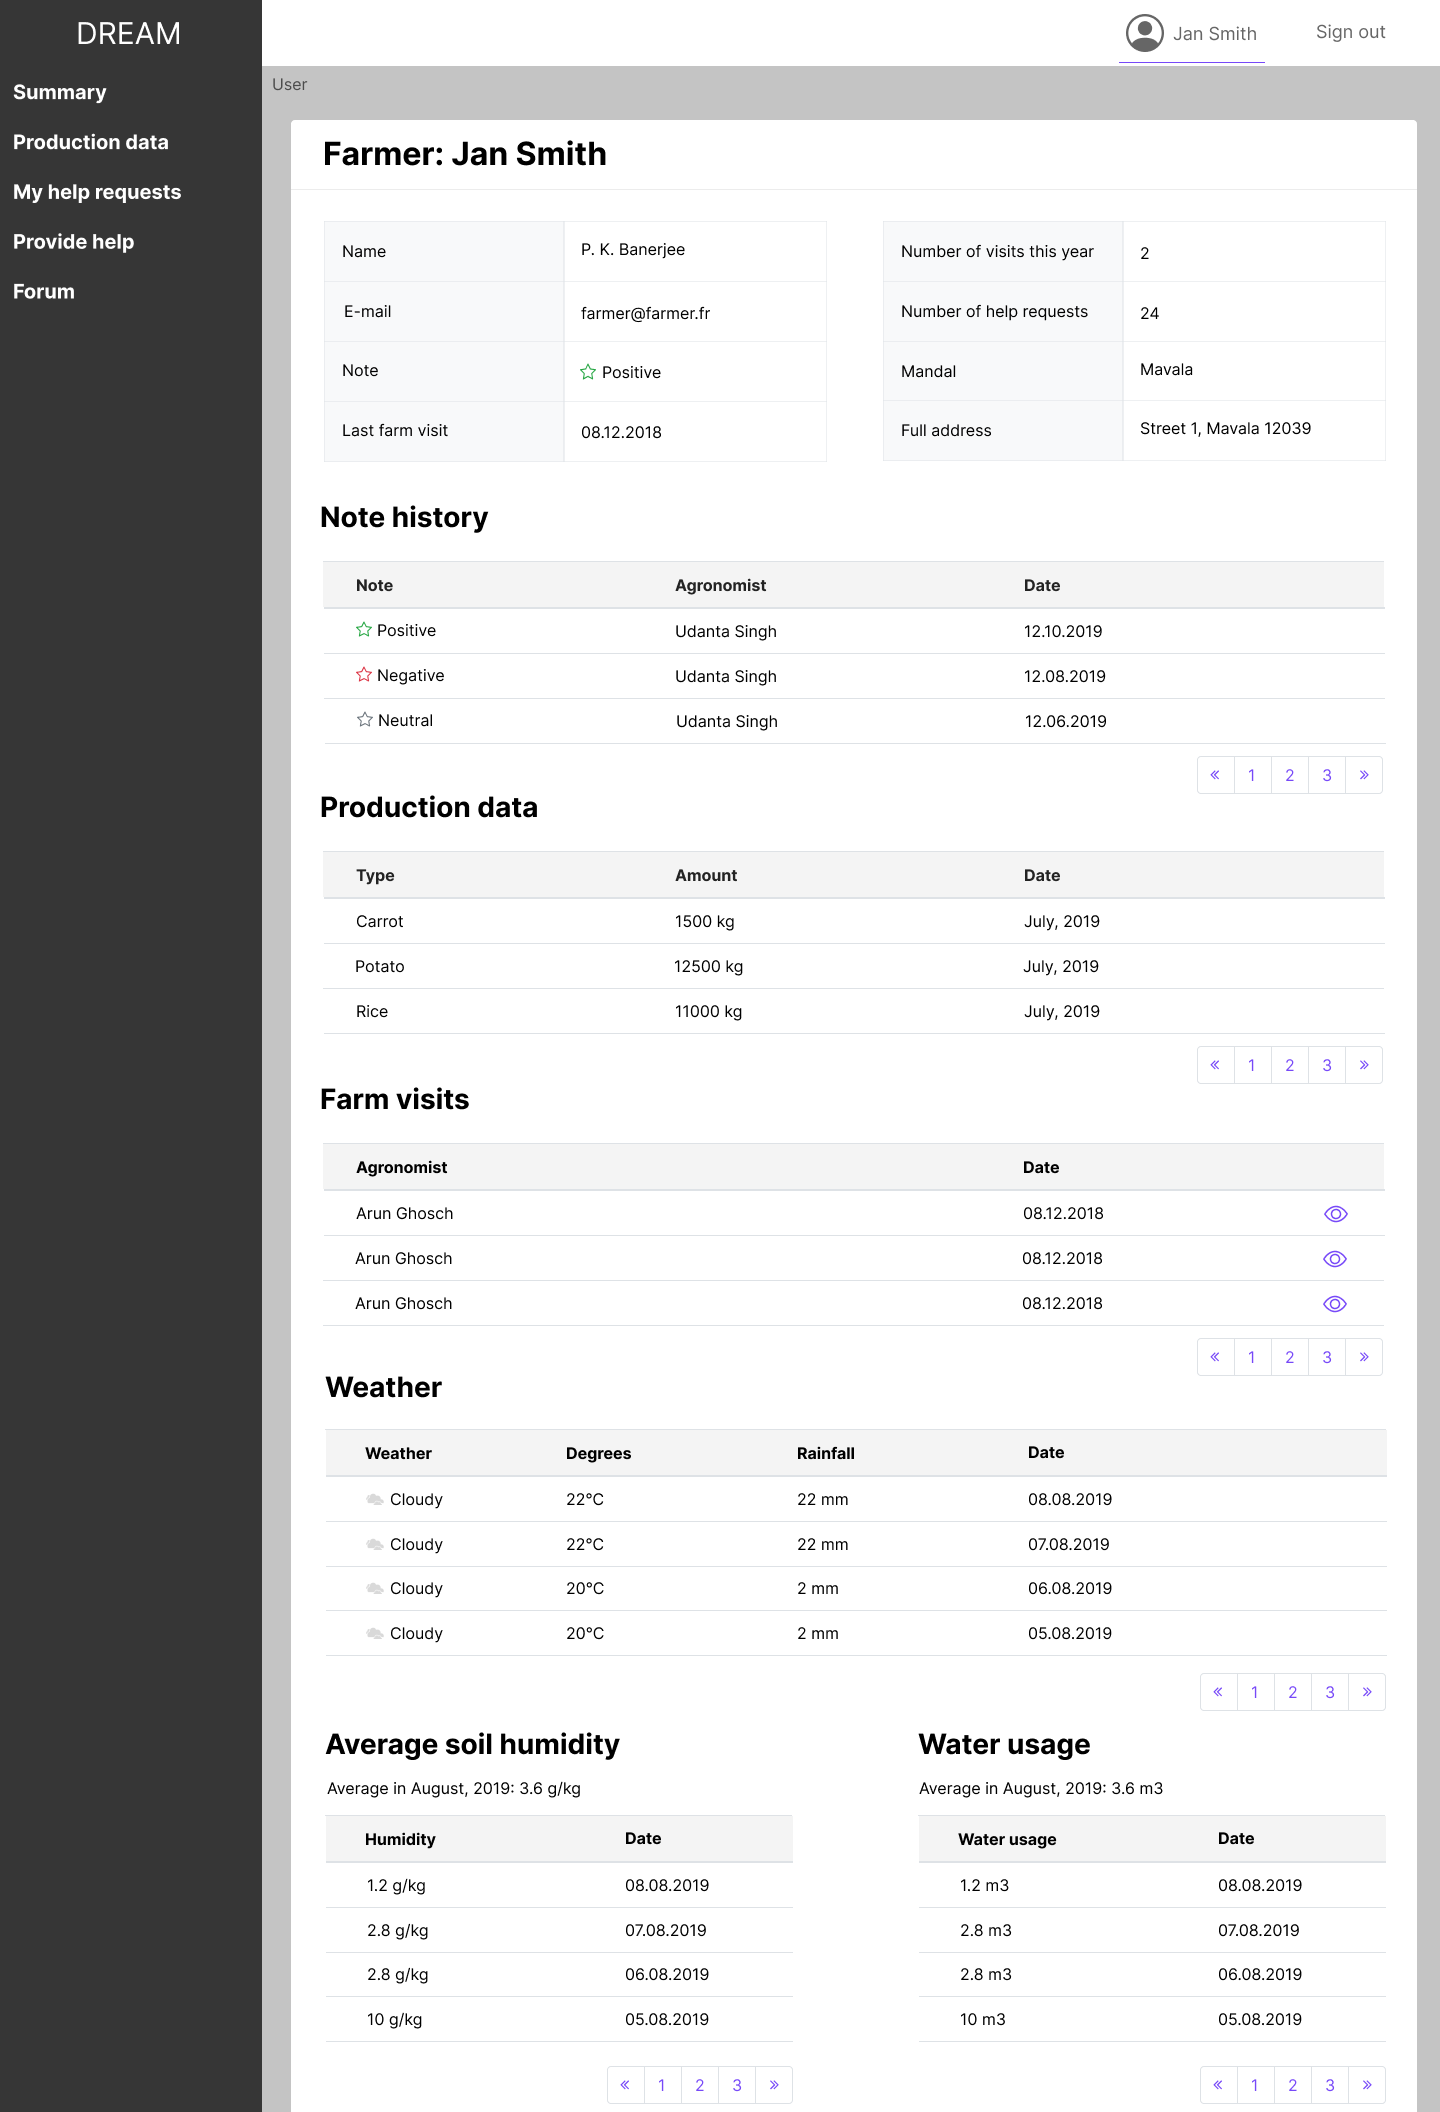 DREAM
Jan Smith
Sign out
Summary
Production data
My help requests
Provide help
Forum
User
Farmer: Jan Smith
Name P. K. Banerjee
E-mail farmer@farmer.fr
Note Positive
Last farm visit 08.12.2018
Number of visits this year 2
Number of help requests 24
Mandal Mavala
Full address Street 1, Mavala 12039
Note history
Note Agronomist Date
Positive Udanta Singh 12.10.2019
Negative Udanta Singh 12.08.2019
Neutral Udanta Singh 12.06.2019
« 1 2 3 »
Production data
Type Amount Date
Carrot 1500 kg July, 2019
Potato 12500 kg July, 2019
Rice 11000 kg July, 2019
« 1 2 3 »
Farm visits
Agronomist Date
Arun Ghosch 08.12.2018
Arun Ghosch 08.12.2018
Arun Ghosch 08.12.2018
« 1 2 3 »
Weather
Weather Degrees Rainfall Date
Cloudy 22°C 22 mm 08.08.2019
Cloudy 22°C 22 mm 07.08.2019
Cloudy 20°C 2 mm 06.08.2019
Cloudy 20°C 2 mm 05.08.2019
« 1 2 3 »
Average soil humidity
Average in August, 2019: 3.6 g/kg
Humidity Date
1.2 g/kg 08.08.2019
2.8 g/kg 07.08.2019
2.8 g/kg 06.08.2019
10 g/kg 05.08.2019
« 1 2 3 »
Water usage
Average in August, 2019: 3.6 m3
Water usage Date
1.2 m3 08.08.2019
2.8 m3 07.08.2019
2.8 m3 06.08.2019
10 m3 05.08.2019
« 1 2 3 »